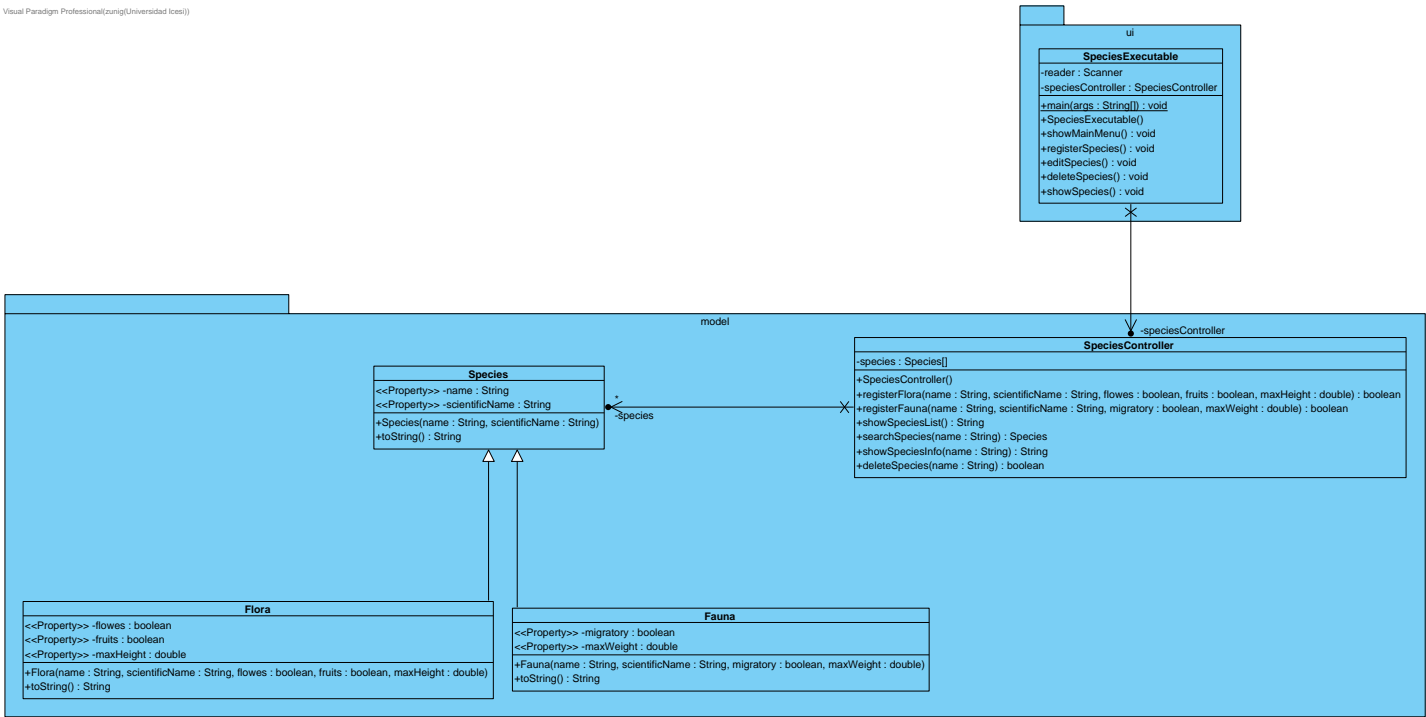 Visual Paradigm Professional(zunig(Universidad Icesi))
ui
SpeciesExecutable
-reader : Scanner
-speciesController : SpeciesController
+main(args : String[]) : void
+SpeciesExecutable()
+showMainMenu() : void
+registerSpecies() : void
+editSpecies() : void
+deleteSpecies() : void
+showSpecies() : void
model
-speciesController
SpeciesController
-species : Species[]
+SpeciesController()
+registerFlora(name : String, scientificName : String, flowes : boolean, fruits : boolean, maxHeight : double) : boolean
+registerFauna(name : String, scientificName : String, migratory : boolean, maxWeight : double) : boolean
+showSpeciesList() : String
+searchSpecies(name : String) : Species
+showSpeciesInfo(name : String) : String
+deleteSpecies(name : String) : boolean
Species
<<Property>> -name : String
<<Property>> -scientificName : String
+Species(name : String, scientificName : String)
+toString() : String
*
-species
Flora
<<Property>> -flowes : boolean
<<Property>> -fruits : boolean
<<Property>> -maxHeight : double
+Flora(name : String, scientificName : String, flowes : boolean, fruits : boolean, maxHeight : double)
+toString() : String
Fauna
<<Property>> -migratory : boolean
<<Property>> -maxWeight : double
+Fauna(name : String, scientificName : String, migratory : boolean, maxWeight : double)
+toString() : String